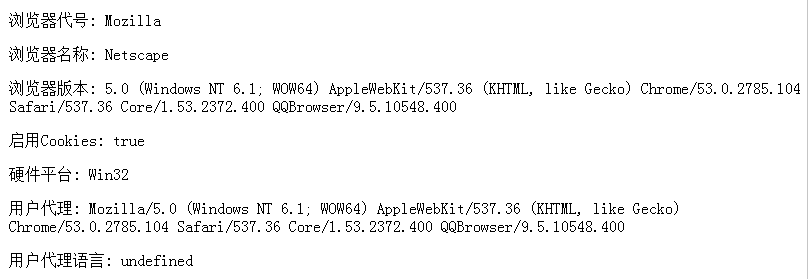 浏览器代号: Mozilla
浏览器名称: Netscape
浏览器版本: 5.0 (Windows NT 6.1; WOW64) AppleWebKit/537.36 (KHTML, like Gecko) Chrome/53.0.2785.104
Safari/537.36 Core/1.53.2372.400 QQBrowser/9.5.10548.400
启用Cookies: true
硬件平台: Win32
用户代理: Mozilla/5.0 (Windows NT 6.1; WOW64) AppleWebKit/537.36 (KHTML, like Gecko)
Chrome/53.0.2785.104 Safari/537.36 Core/1.53.2372.400 QQBrowser/9.5.10548.400
用户代理语言: undefined